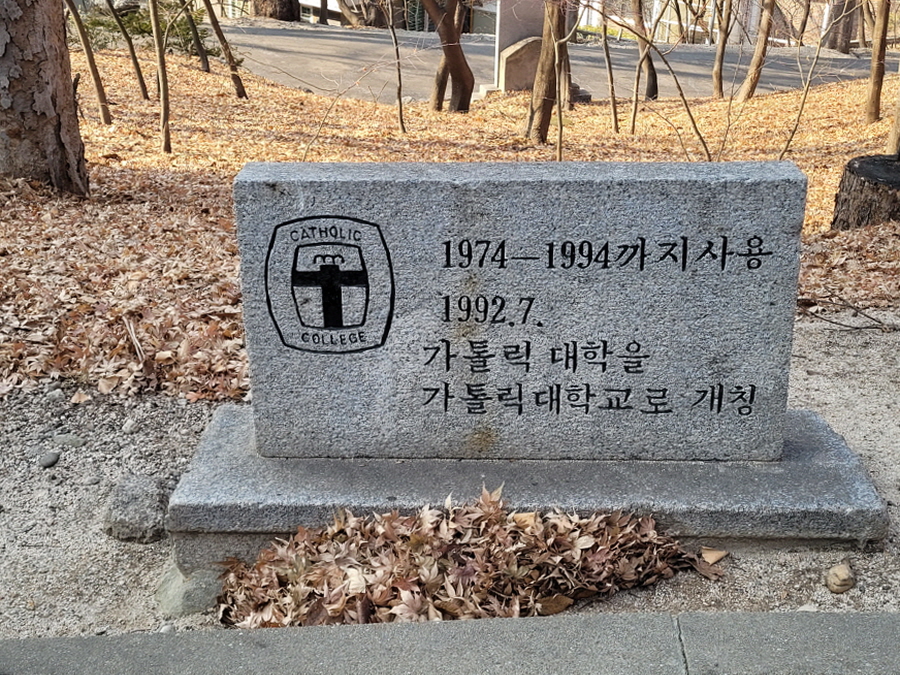 CATHOLIC
COLLEGE
1974—1994까지사용
1992.7.
가톨릭 대학을
가톨릭대학교로 개칭